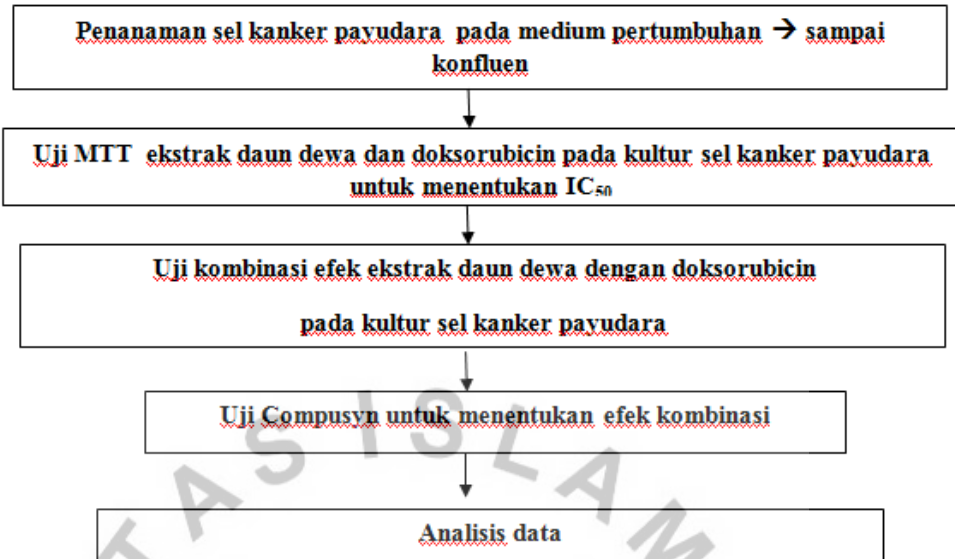 Penanaman sel kanker payudara pada medium pertumbuhan → sampai
konfluen
Uji MTT ekstrak daun dewa dan doksorubicin pada kultur sel kanker payudara
untuk menentukan IC₅₀
Uji kombinasi efek ekstrak daun dewa dengan doksorubicin
pada kultur sel kanker payudara
Uji Compusyn untuk menentukan efek kombinasi
Analisis data
TAS ISLAM